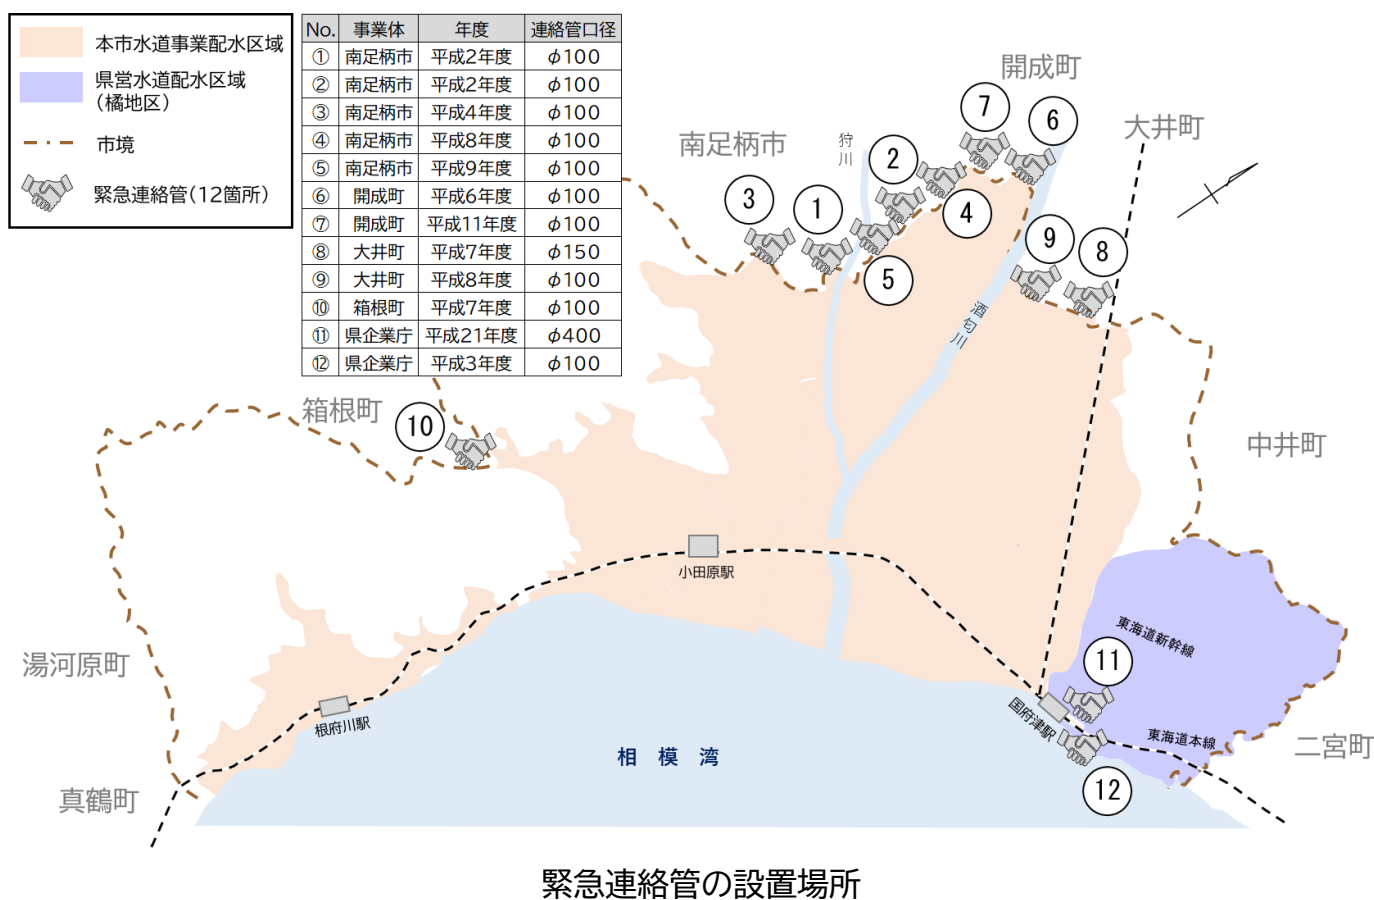 本市水道事業配水区域
県営水道配水区域
（橘地区）
市境
緊急連絡管（12箇所）
No. 事業体 年度 連絡管口径
① 南足柄市 平成2年度 φ100
② 南足柄市 平成2年度 φ100
③ 南足柄市 平成4年度 φ100
④ 南足柄市 平成8年度 φ100
⑤ 南足柄市 平成9年度 φ100
⑥ 開成町 平成6年度 φ100
⑦ 開成町 平成11年度 φ100
⑧ 大井町 平成7年度 φ150
⑨ 大井町 平成8年度 φ100
⑩ 箱根町 平成7年度 φ100
⑪ 県企業庁 平成21年度 φ400
⑫ 県企業庁 平成3年度 φ100
開成町
7
6
大井町
南足柄市
狩川
2
3
1
4
9
8
5
酒匂川
箱根町
10
中井町
小田原駅
東海道新幹線
11
湯河原町
根府川駅
国府津駅
東海道本線
二宮町
相模湾
12
真鶴町
緊急連絡管の設置場所